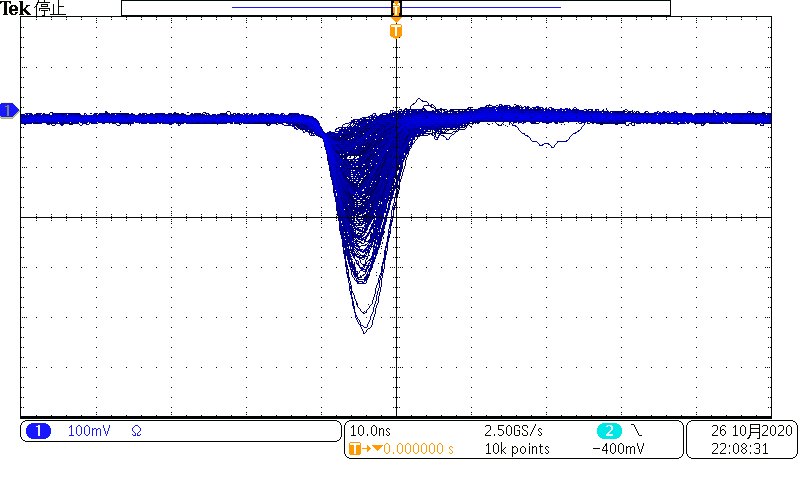 Tek 停止
T
T
1
1 100mV Ω
10.0ns 2.50GS/s 2 -400mV
T→▼0.000000 s 10k points
26 10月2020
22:08:31